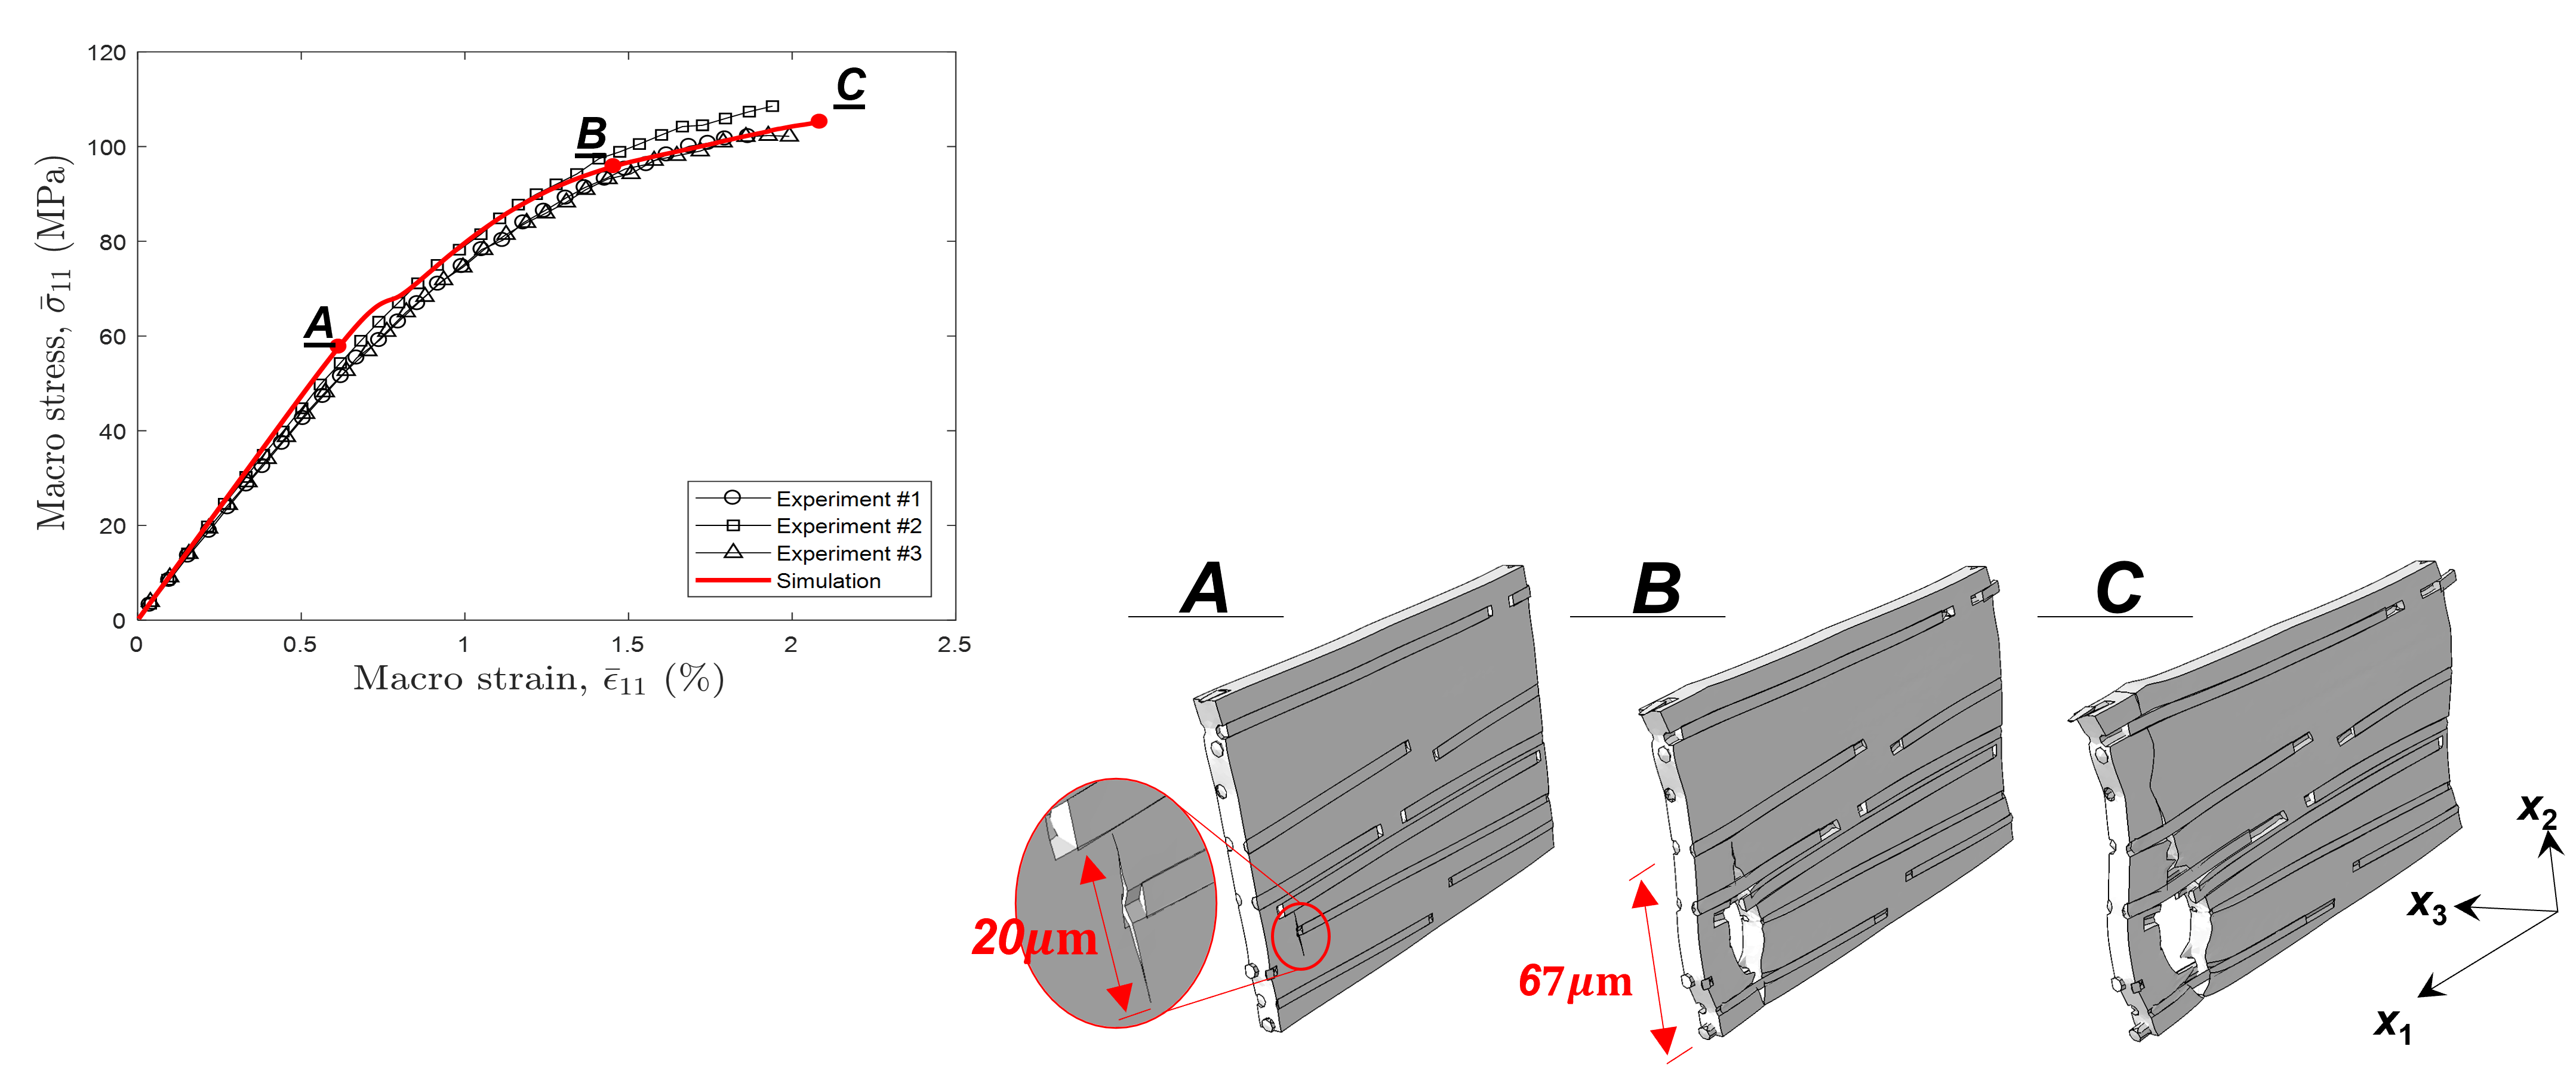 120
100
80
60
40
20
0
0
0.5
1
1.5
2
2.5
Macro stress, σ̄₁₁ (MPa)
Macro strain, ϵ̄₁₁ (%)
A
B
C
Experiment #1
Experiment #2
Experiment #3
Simulation
A
B
C
20μm
67μm
x₂
x₃
x₁